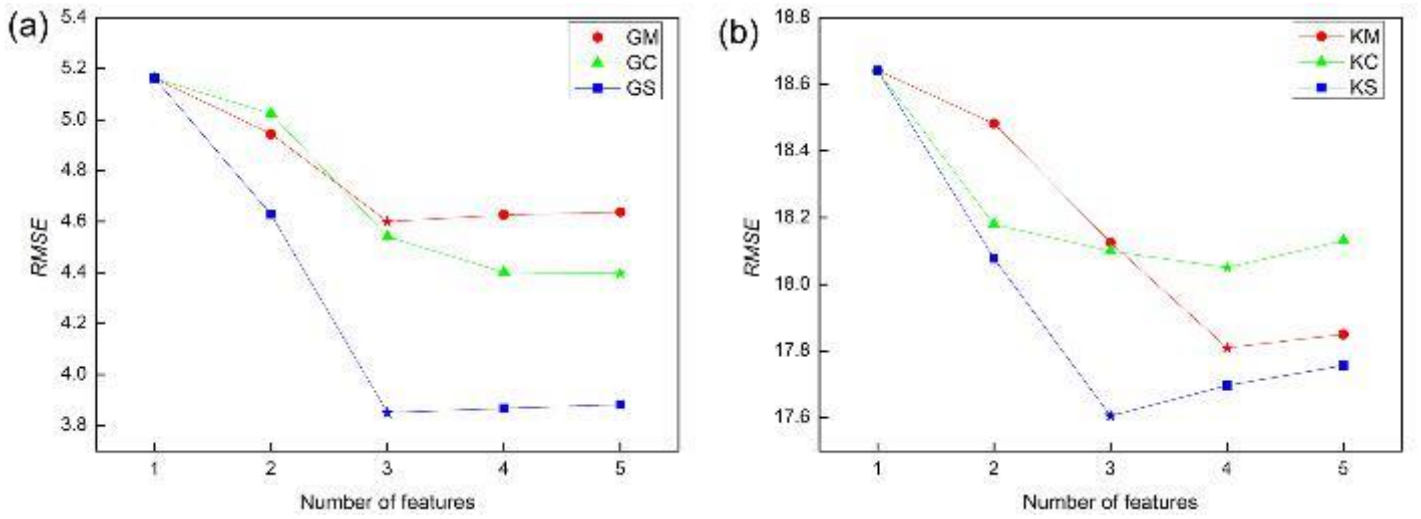 (a)
5.4
5.2
5.0
4.8
4.6
4.4
4.2
4.0
3.8
RMSE
1 2 3 4 5
Number of features
GM
GC
GS
(b)
18.8
18.6
18.4
18.2
18.0
17.8
17.6
RMSE
1 2 3 4 5
Number of features
KM
KC
KS